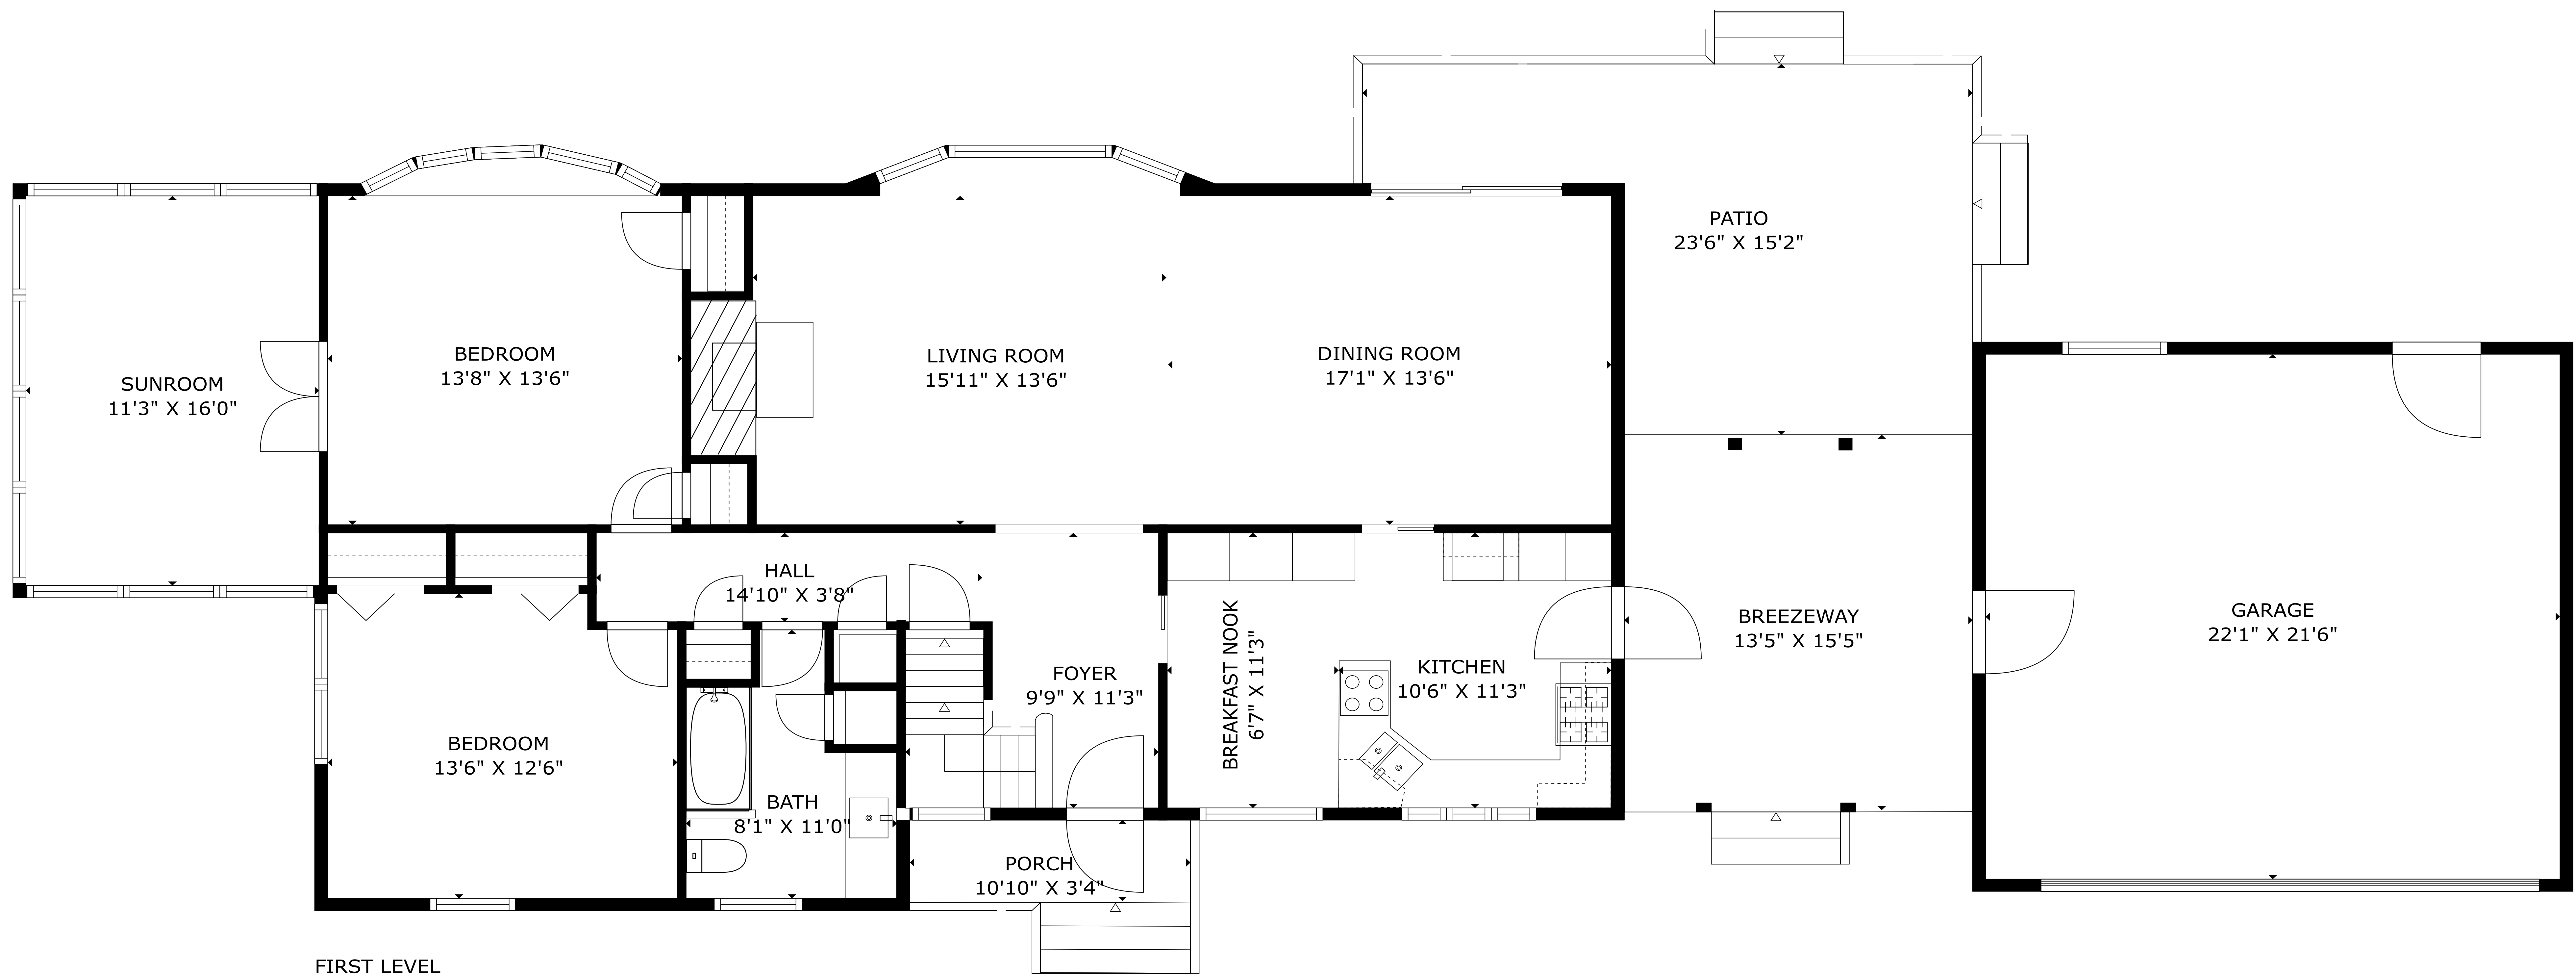 PATIO
23'6" X 15'2"
BEDROOM
13'8" X 13'6"
LIVING ROOM
15'11" X 13'6"
DINING ROOM
17'1" X 13'6"
SUNROOM
11'3" X 16'0"
HALL
14'10" X 3'8"
BREEZEWAY
13'5" X 15'5"
GARAGE
22'1" X 21'6"
FOYER
9'9" X 11'3"
BREAKFAST NOOK
6'7" X 11'3"
KITCHEN
10'6" X 11'3"
BEDROOM
13'6" X 12'6"
BATH
8'1" X 11'0"
PORCH
10'10" X 3'4"
FIRST LEVEL